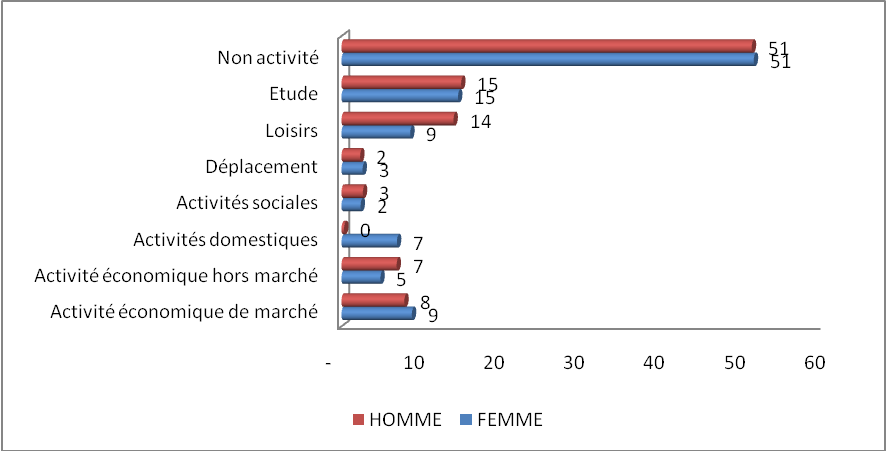 Non activité 51
51
Etude 15
15
Loisirs 14
9
Déplacement 2
3
Activités sociales 3
2
Activités domestiques 0
7
Activité économique hors marché 7
5
Activité économique de marché 8
9
- 10 20 30 40 50 60
HOMME FEMME